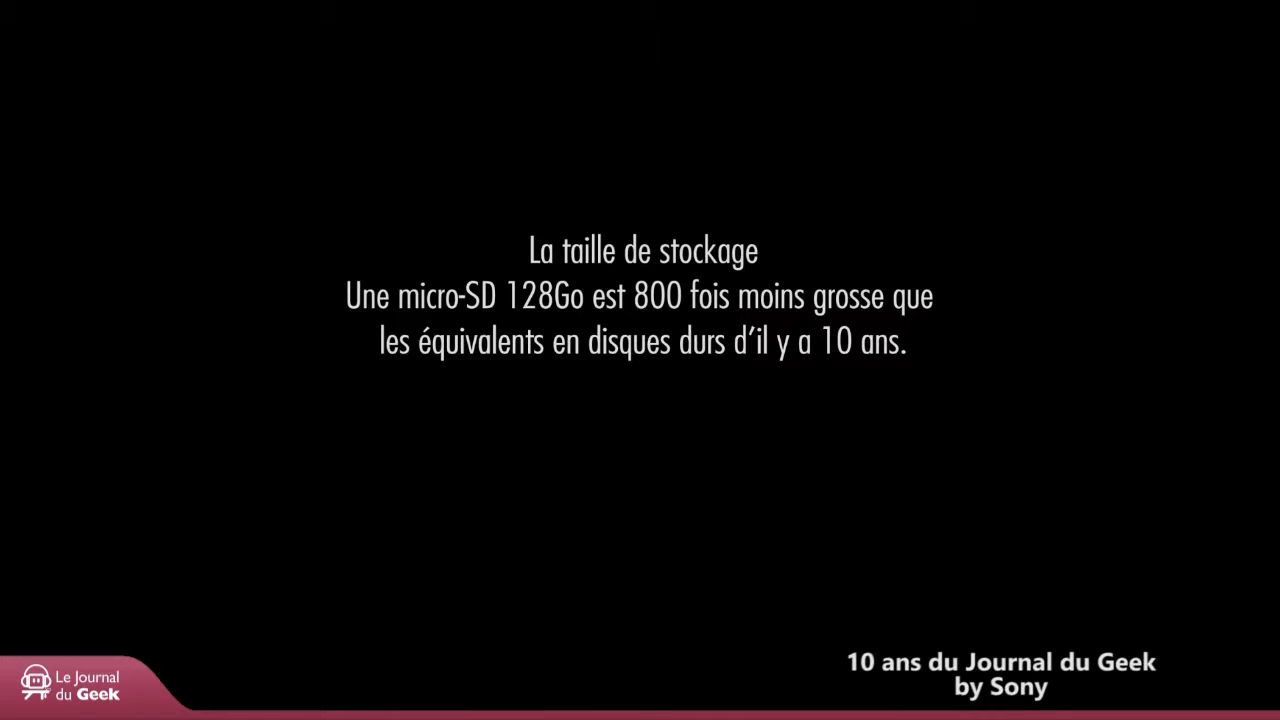 La taille de stockage
Une micro-SD 128Go est 800 fois moins grosse que
les équivalents en disques durs d’il y a 10 ans.
Le Journal
du Geek
10 ans du Journal du Geek
by Sony